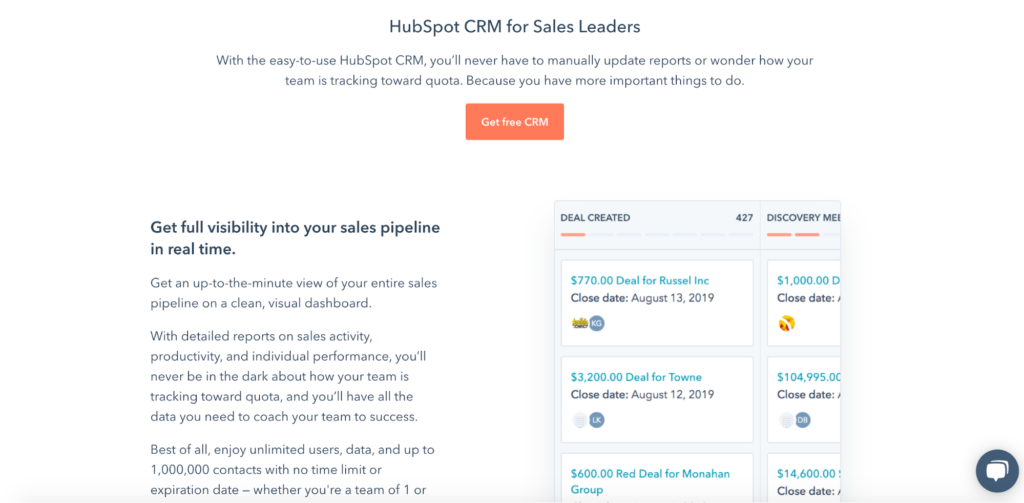 HubSpot CRM for Sales Leaders
With the easy-to-use HubSpot CRM, you’ll never have to manually update reports or wonder how your
team is tracking toward quota. Because you have more important things to do.
Get free CRM
Get full visibility into your sales pipeline
in real time.
Get an up-to-the-minute view of your entire sales
pipeline on a clean, visual dashboard.
With detailed reports on sales activity,
productivity, and individual performance, you’ll
never be in the dark about how your team is
tracking toward quota, and you’ll have all the
data you need to coach your team to success.
Best of all, enjoy unlimited users, data, and up to
1,000,000 contacts with no time limit or
expiration date – whether you're a team of 1 or
DEAL CREATED 427
$770.00 Deal for Russel Inc
Close date: August 13, 2019
KG
$3,200.00 Deal for Towne
Close date: August 12, 2019
LK
$600.00 Red Deal for Monahan
Group
DISCOVERY
$1,000.00
Close date:
$104,995.00
Close date:
DB
$14,600.00
Close date: